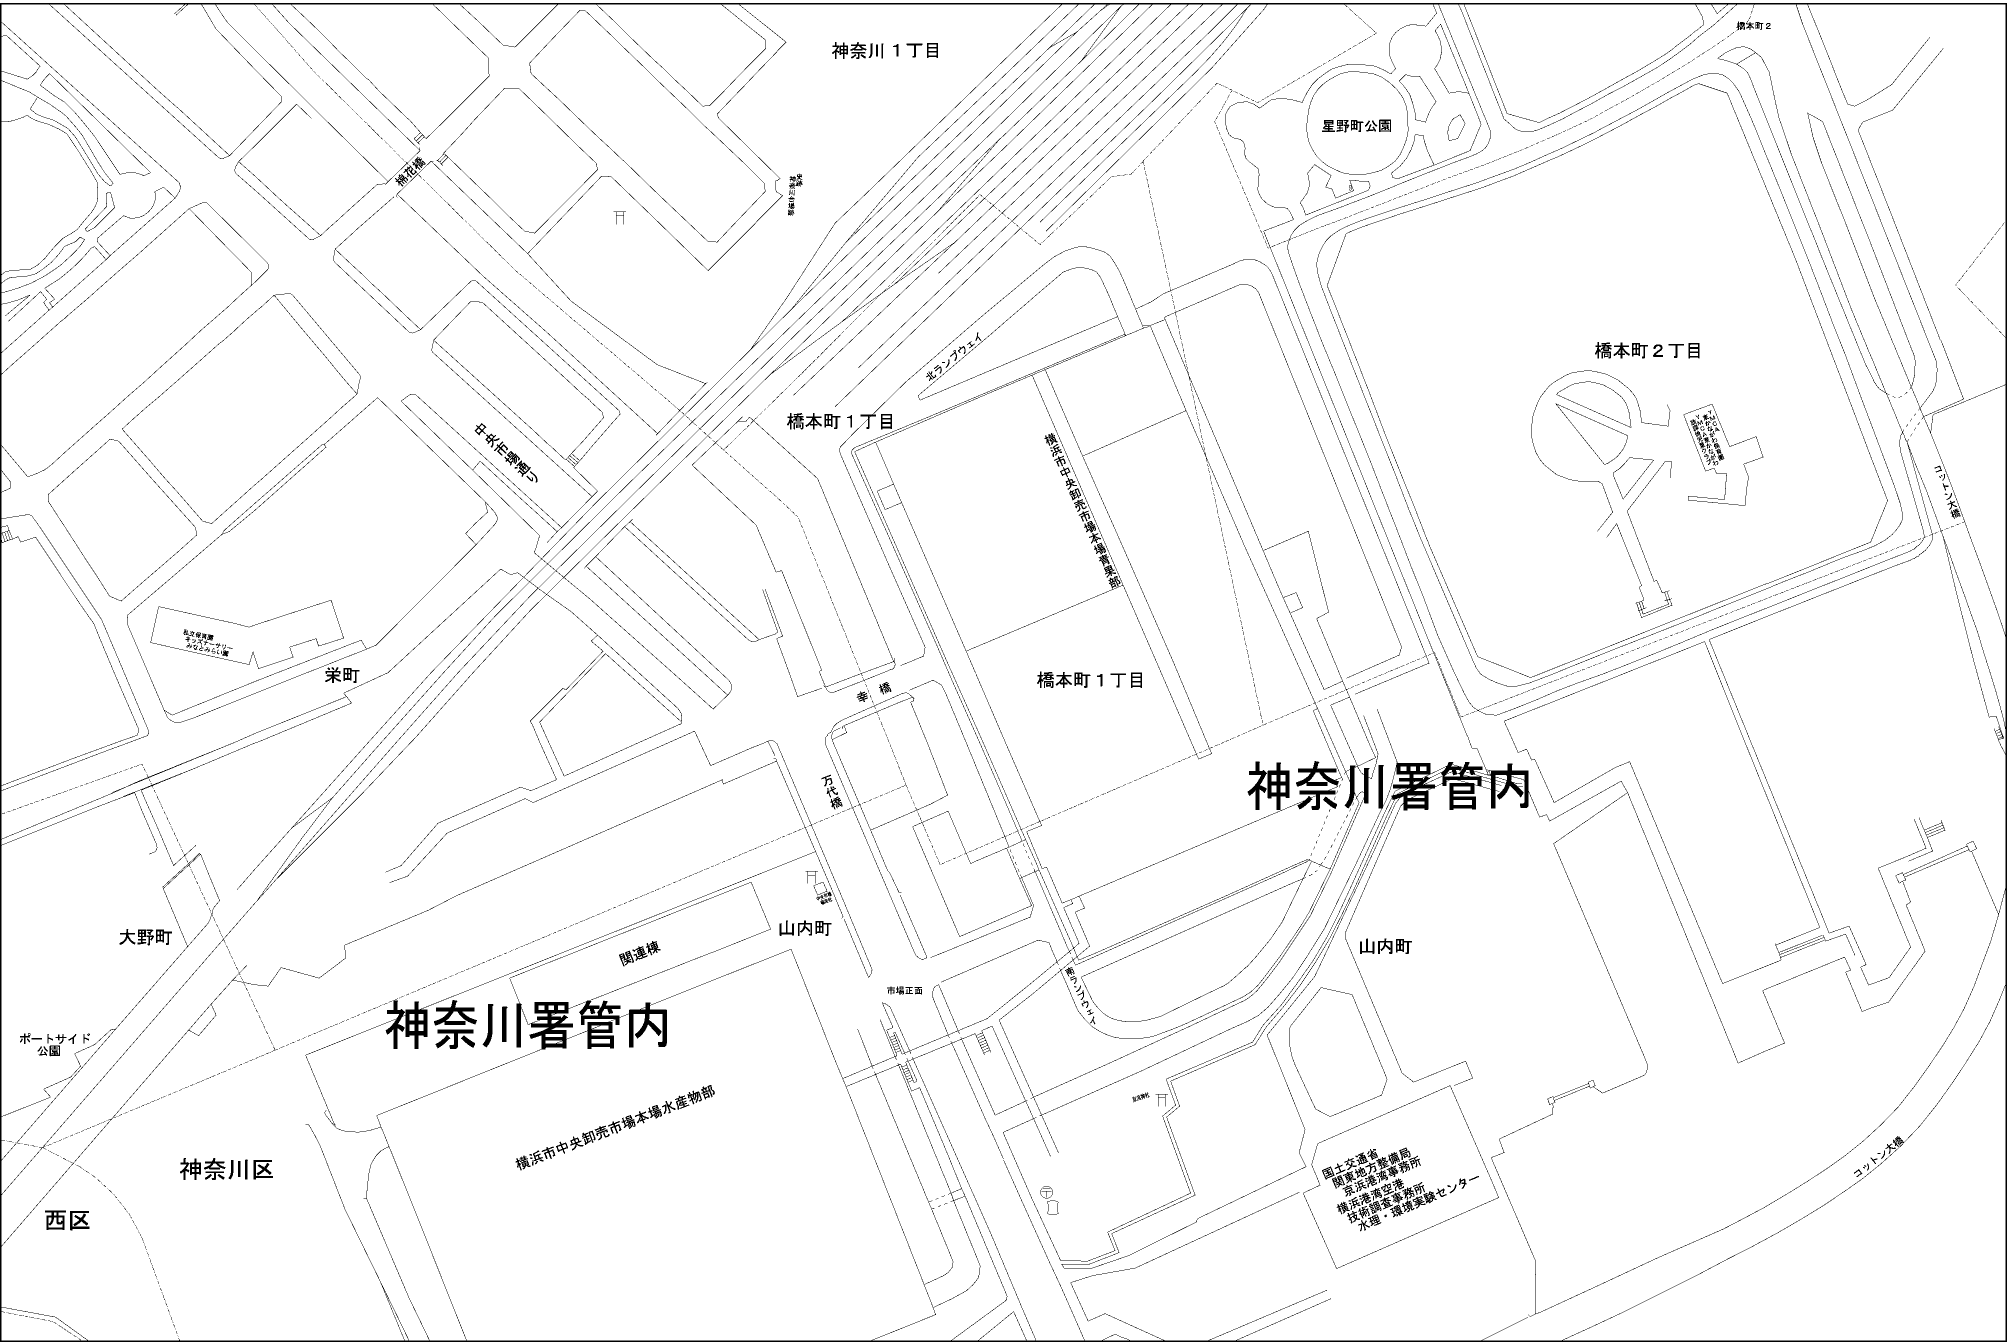 橋本町２
神奈川１丁目
星野町公園
棉花橋
北ランプウェイ
橋本町２丁目
橋本町１丁目
中央市場通り
横浜市中央卸売市場本場青果部
コットン大橋
私立保育園
キッズナーサリー
みなとみらい園
栄町
橋本町１丁目
幸橋
万代橋
神奈川署管内
大野町
山内町
関連棟
山内町
市場正面
南ランプウェイ
神奈川署管内
ポートサイド
公園
横浜市中央卸売市場本場水産物部
神奈川区
西区
国土交通省
関東地方整備局
京浜港湾事務所
横浜港湾空港
技術調査事務所
水理・環境実験センター
コットン大橋